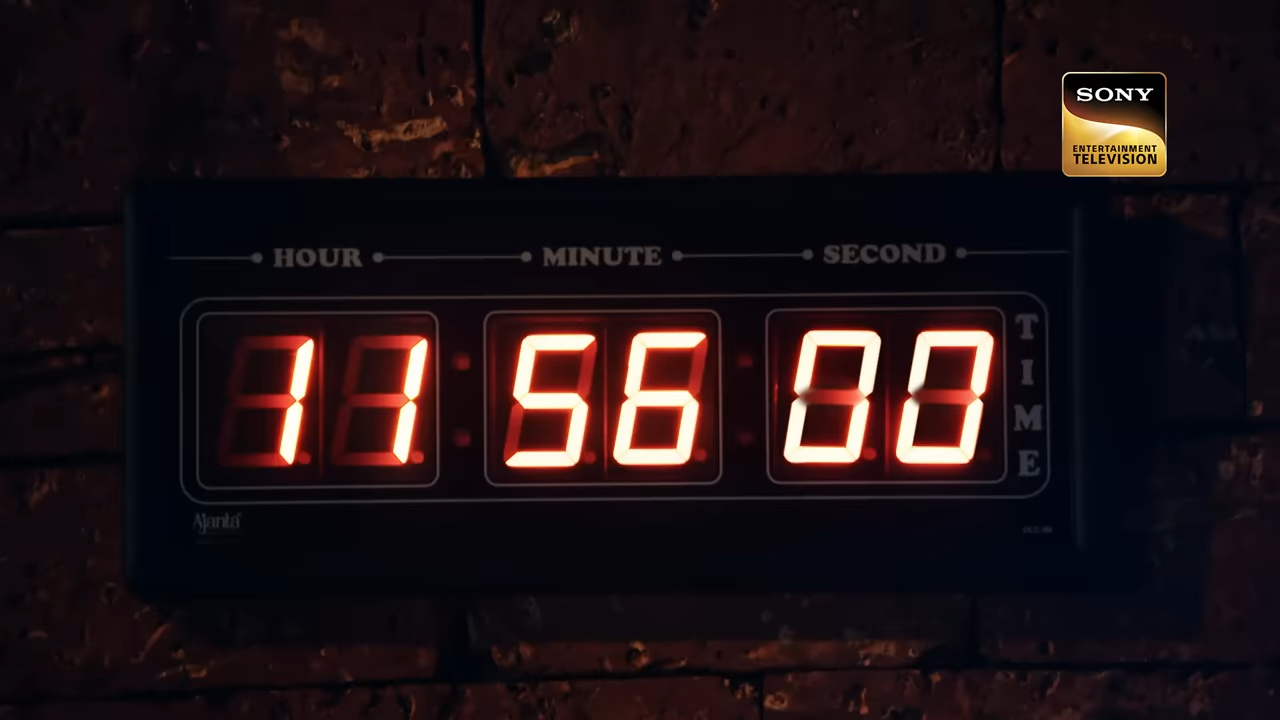 SONY
ENTERTAINMENT
TELEVISION
HOUR MINUTE SECOND
11 56 00
TIME
Ajanta